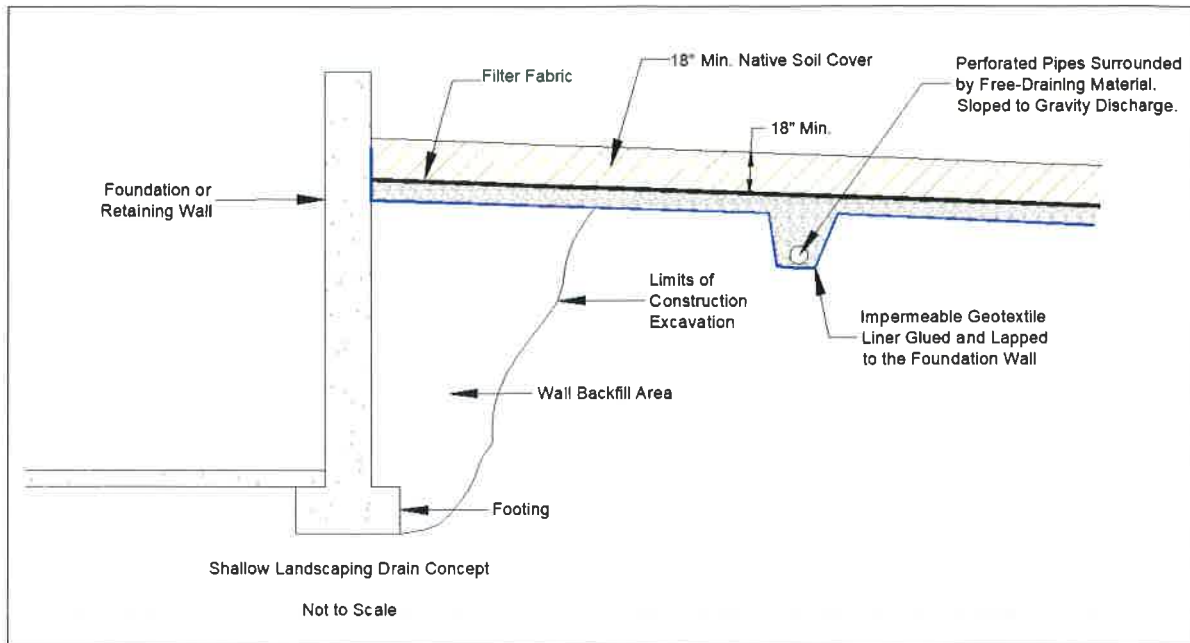 18" Min. Native Soil Cover
Filter Fabric
Perforated Pipes Surrounded
by Free-Draining Material.
Sloped to Gravity Discharge.
18" Min.
Foundation or
Retaining Wall
Limits of
Construction
Excavation
Impermeable Geotextile
Liner Glued and Lapped
to the Foundation Wall
Wall Backfill Area
Footing
Shallow Landscaping Drain Concept
Not to Scale